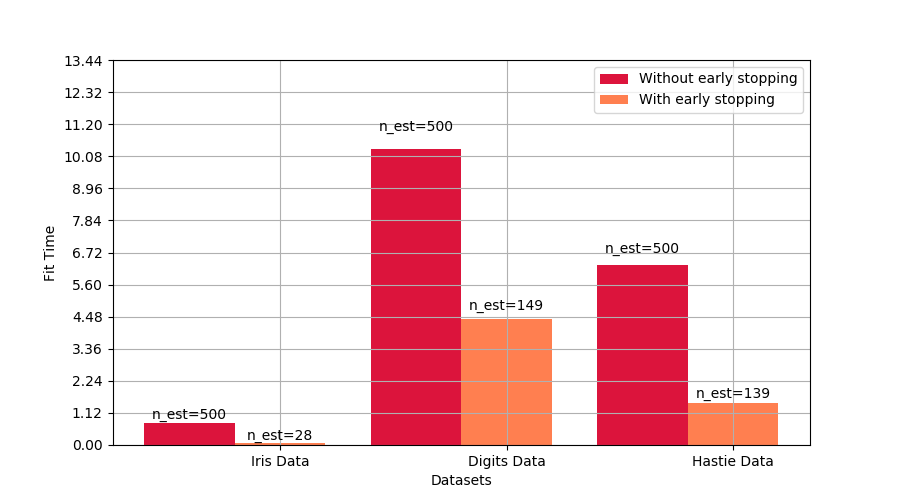 13.44
12.32
11.20
10.08
8.96
7.84
6.72
5.60
4.48
3.36
2.24
1.12
0.00
Fit Time
Without early stopping
With early stopping
n_est=500
n_est=28
n_est=500
n_est=149
n_est=500
n_est=139
Iris Data
Digits Data
Hastie Data
Datasets